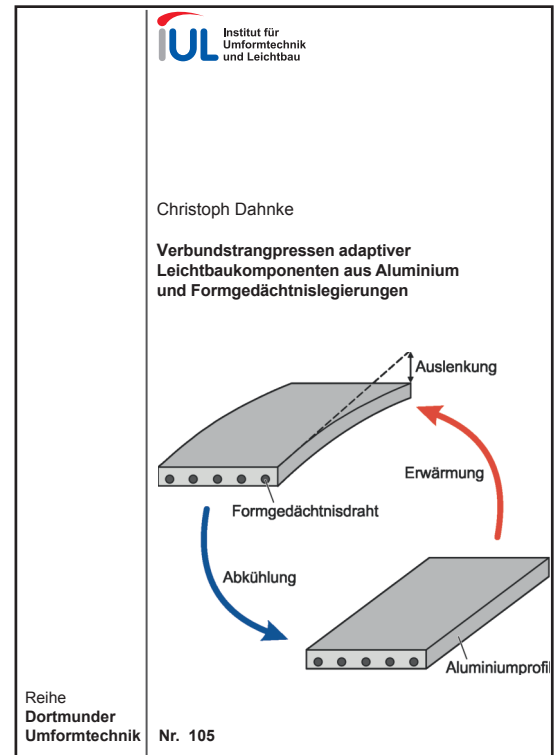 IUL
Institut für
Umformtechnik
und Leichtbau
Christoph Dahnke
Verbundstrangpressen adaptiver
Leichtbaukomponenten aus Aluminium
und Formgedächtnislegierungen
Auslenkung
Erwärmung
Formgedächtnisdraht
Abkühlung
Aluminiumprofil
Reihe
Dortmunder
Umformtechnik
Nr. 105